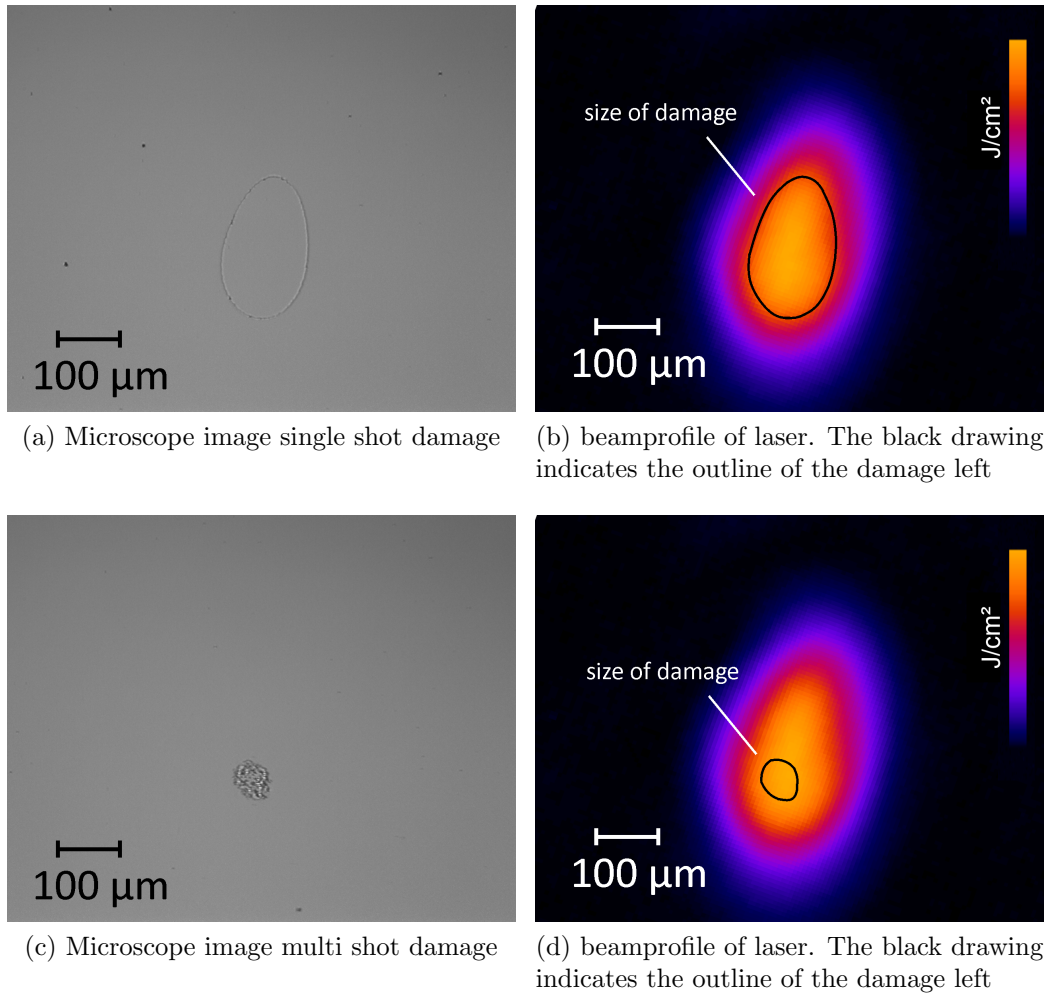 size of damage
J/cm²
100 µm
100 µm
(a) Microscope image single shot damage
(b) beamprofile of laser. The black drawing
indicates the outline of the damage left
size of damage
J/cm²
100 µm
100 µm
(c) Microscope image multi shot damage
(d) beamprofile of laser. The black drawing
indicates the outline of the damage left